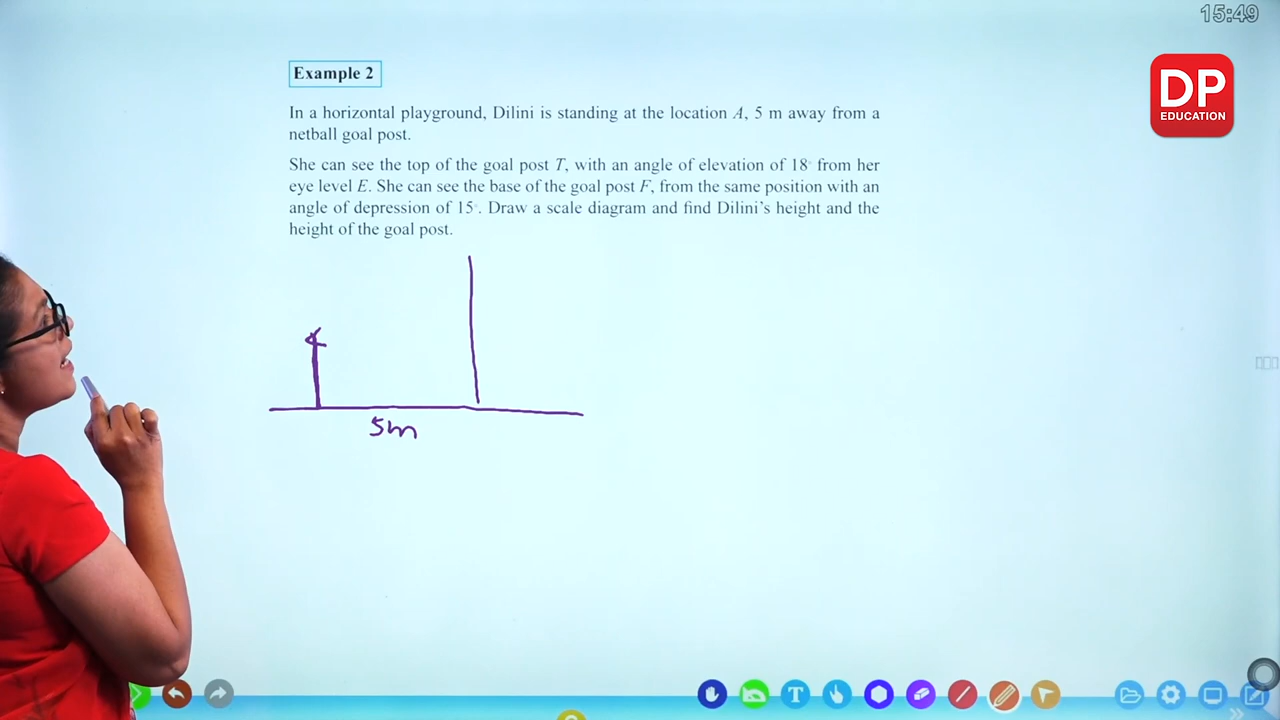 15:49
Example 2
DP
EDUCATION
In a horizontal playground, Dilini is standing at the location A, 5 m away from a
netball goal post.
She can see the top of the goal post T, with an angle of elevation of 18° from her
eye level E. She can see the base of the goal post F, from the same position with an
angle of depression of 15°. Draw a scale diagram and find Dilini’s height and the
height of the goal post.
5m
T